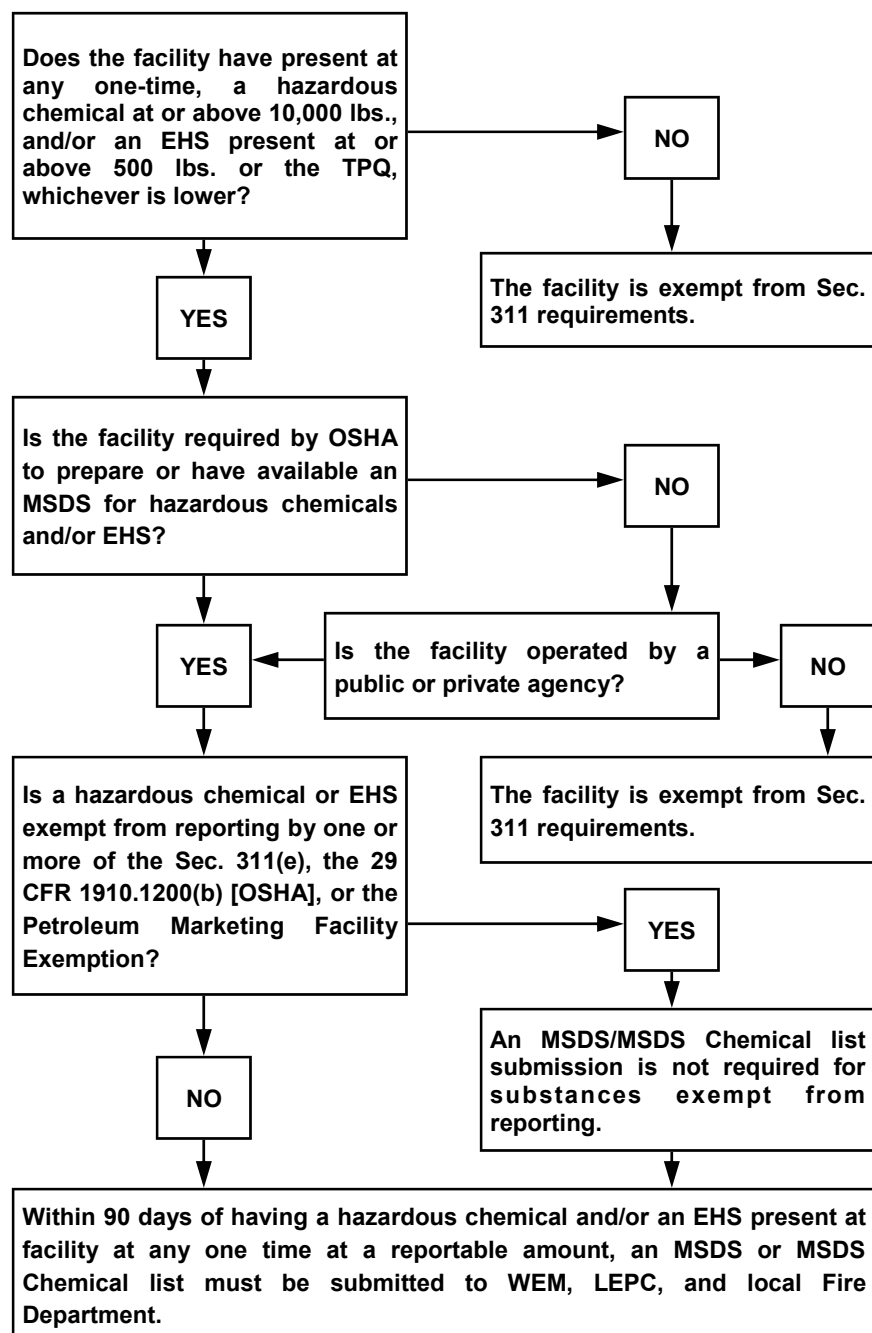 Does the facility have present at
any one-time, a hazardous
chemical at or above 10,000 lbs.,
and/or an EHS present at or
above 500 lbs. or the TPQ,
whichever is lower?
NO
The facility is exempt from Sec.
311 requirements.
YES
Is the facility required by OSHA
to prepare or have available an
MSDS for hazardous chemicals
and/or EHS?
NO
Is the facility operated by a
public or private agency?
YES
NO
The facility is exempt from Sec.
311 requirements.
Is a hazardous chemical or EHS
exempt from reporting by one or
more of the Sec. 311(e), the 29
CFR 1910.1200(b) [OSHA], or the
Petroleum Marketing Facility
Exemption?
YES
An MSDS/MSDS Chemical list
submission is not required for
substances exempt from
reporting.
NO
Within 90 days of having a hazardous chemical and/or an EHS present at
facility at any one time at a reportable amount, an MSDS or MSDS
Chemical list must be submitted to WEM, LEPC, and local Fire
Department.